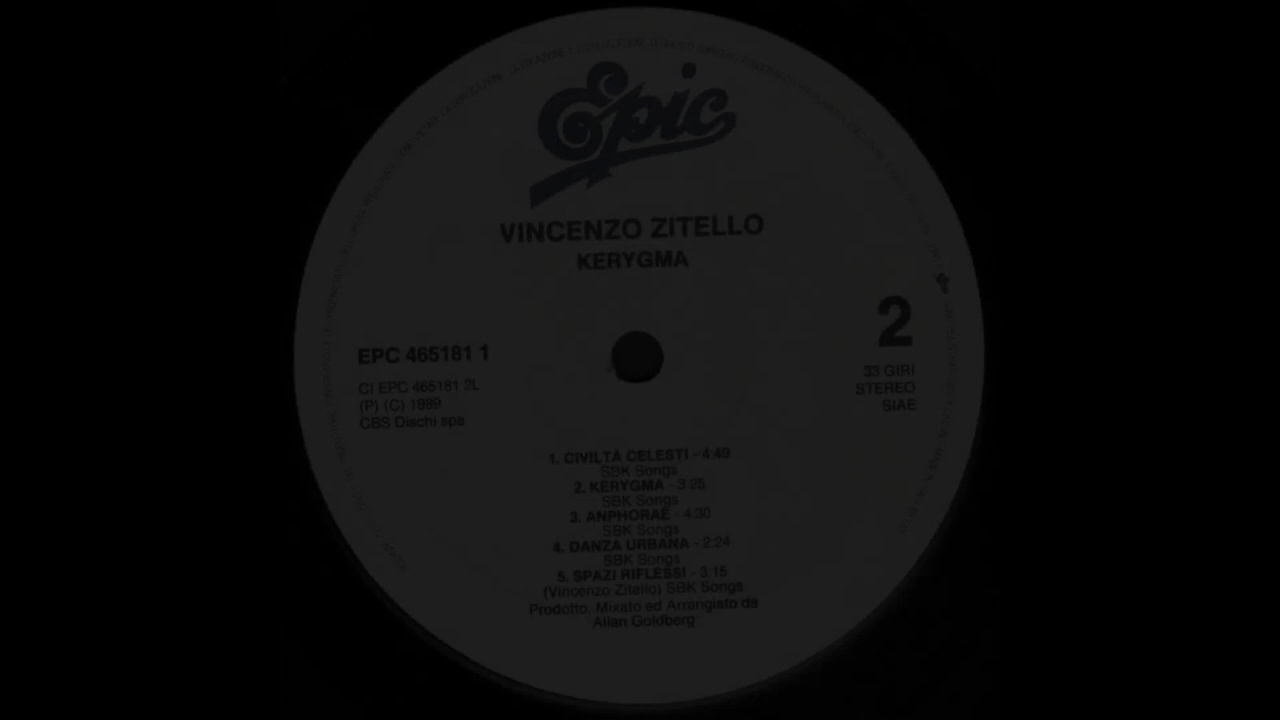 Epic
VINCENZO ZITELLO
KERYGMA
2
EPC 465181 1
33 GIRI
CI EPC 465181 2L
STEREO
(P) (C) 1989
SIAE
CBS Dischi spa
1. CIVILTÀ CELESTI - 4:49
SBK Songs
2. KERYGMA - 3:25
SBK Songs
3. ANPHORAE - 4:30
SBK Songs
4. DANZA URBANA - 2:24
SBK Songs
5. SPAZI RIFLESSI - 3:15
(Vincenzo Zitello) SBK Songs
Prodotto, Mixato ed Arrangiato da
Allan Goldberg